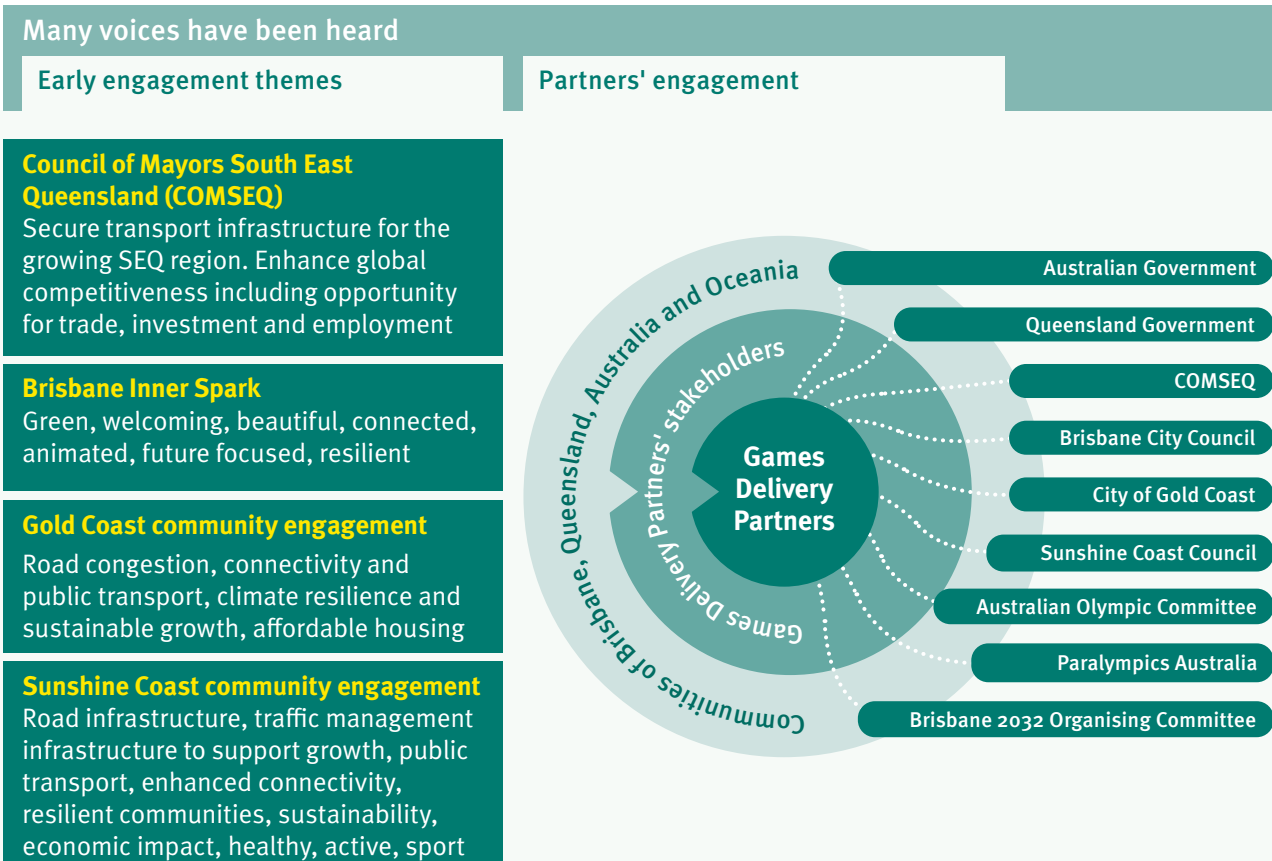 Many voices have been heard
Early engagement themes
Partners' engagement
Council of Mayors South East
Queensland (COMSEQ)
Secure transport infrastructure for the
growing SEQ region. Enhance global
competitiveness including opportunity
for trade, investment and employment
Brisbane Inner Spark
Green, welcoming, beautiful, connected,
animated, future focused, resilient
Gold Coast community engagement
Road congestion, connectivity and
public transport, climate resilience and
sustainable growth, affordable housing
Sunshine Coast community engagement
Road infrastructure, traffic management
infrastructure to support growth, public
transport, enhanced connectivity,
resilient communities, sustainability,
economic impact, healthy, active, sport
Communities of Brisbane, Queensland, Australia and Oceania
Games Delivery Partners' stakeholders
Games
Delivery
Partners
Australian Government
Queensland Government
COMSEQ
Brisbane City Council
City of Gold Coast
Sunshine Coast Council
Australian Olympic Committee
Paralympics Australia
Brisbane 2032 Organising Committee